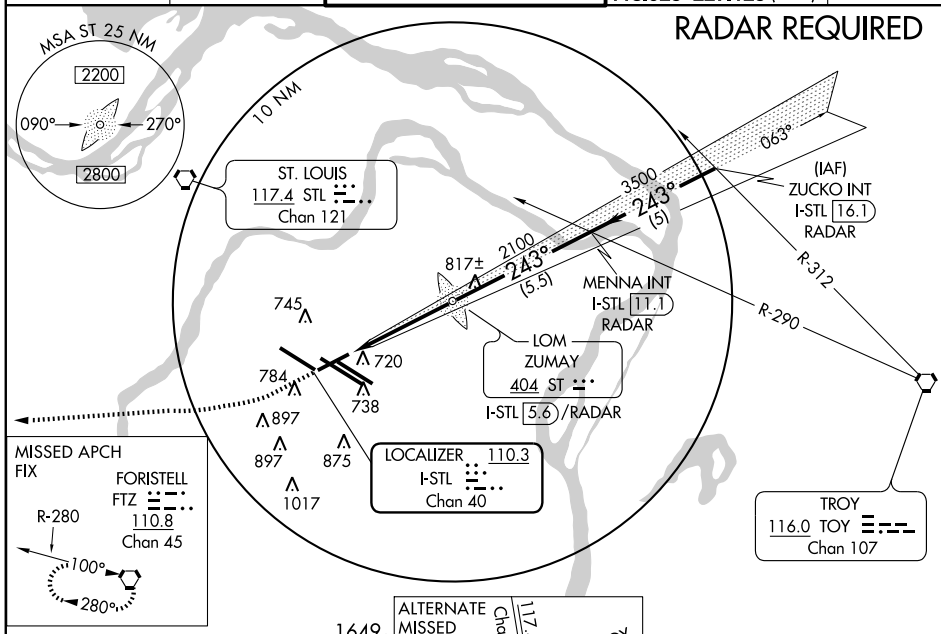 RADAR REQUIRED
MSA ST 25 NM
2200
090°
270°
2800
10 NM
ST. LOUIS
117.4 STL
Chan 121
063°
3500
243°
(5)
(IAF)
ZUCKO INT
I-STL 16.1
RADAR
2100
243°
(5.5)
817±
MENNA INT
I-STL 11.1
RADAR
R-312
R-290
745
LOM
ZUMAY
404 ST
I-STL 5.6 /RADAR
720
784
738
897
897
875
1017
LOCALIZER 110.3
I-STL
Chan 40
MISSED APCH
FIX
FORISTELL
FTZ
110.8
Chan 45
R-280
100°
280°
TROY
116.0 TOY
Chan 107
1649
ALTERNATE
MISSED